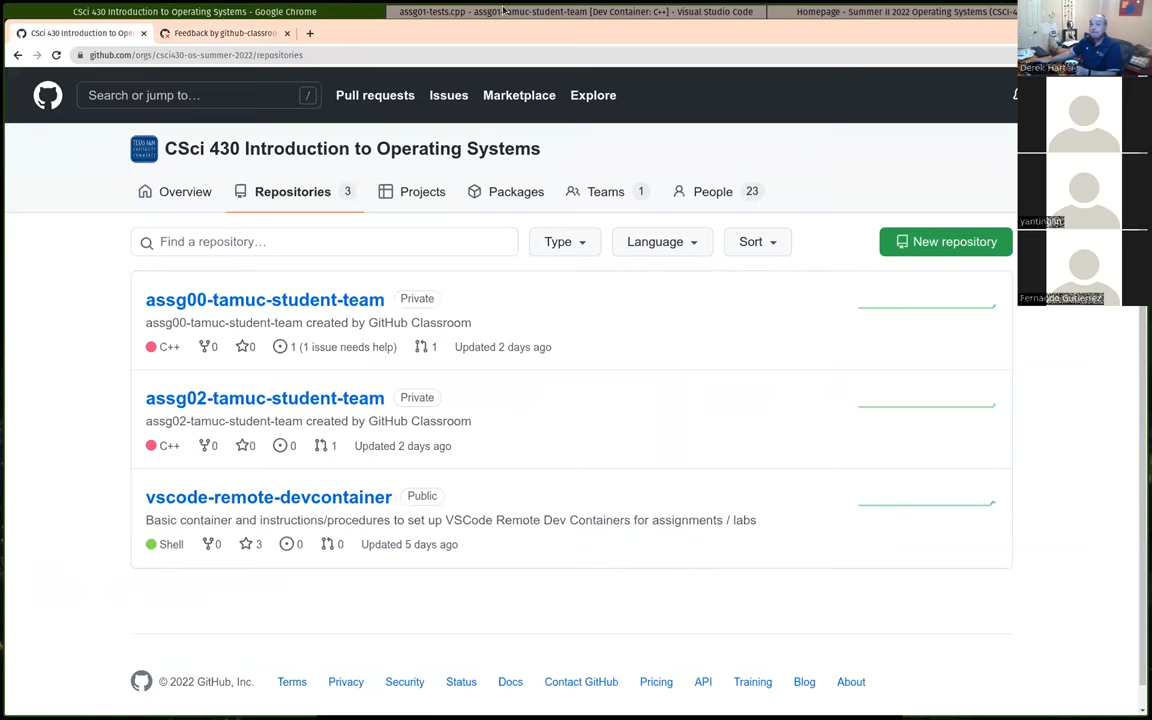 CSci 430 Introduction to Operating Systems - Google Chrome
assg01-tests.cpp - assg01-tamuc-student-team [Dev Container: C++] - Visual Studio Code
Homepage - Summer II 2022 Operating Systems (CSCI-4
CSci 430 Introduction to Ope
Feedback by github-classroo
github.com/orgs/csci430-os-summer-2022/repositories
Derek Harter
Search or jump to…
/
Pull requests
Issues
Marketplace
Explore
CSci 430 Introduction to Operating Systems
Overview
Repositories 3
Projects
Packages
Teams 1
People 23
yantingan
Find a repository…
Type
Language
Sort
New repository
Fernando Gutierrez
assg00-tamuc-student-team Private
assg00-tamuc-student-team created by GitHub Classroom
C++ 0 0 1 (1 issue needs help) 1 Updated 2 days ago
assg02-tamuc-student-team Private
assg02-tamuc-student-team created by GitHub Classroom
C++ 0 0 0 1 Updated 2 days ago
vscode-remote-devcontainer Public
Basic container and instructions/procedures to set up VSCode Remote Dev Containers for assignments / labs
Shell 0 3 0 0 Updated 5 days ago
© 2022 GitHub, Inc. Terms Privacy Security Status Docs Contact GitHub Pricing API Training Blog About